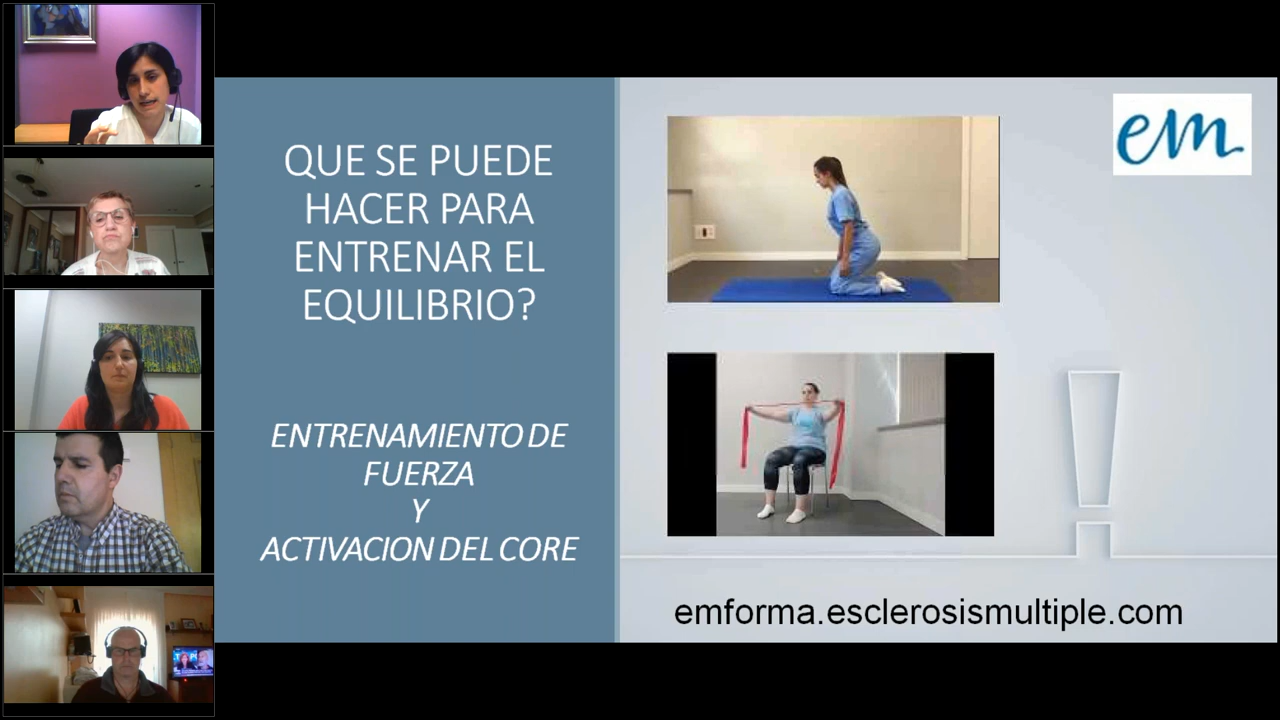 QUE SE PUEDE
HACER PARA
ENTRENAR EL
EQUILIBRIO?
ENTRENAMIENTO DE
FUERZA
Y
ACTIVACION DEL CORE
em
emforma.esclerosismultiple.com